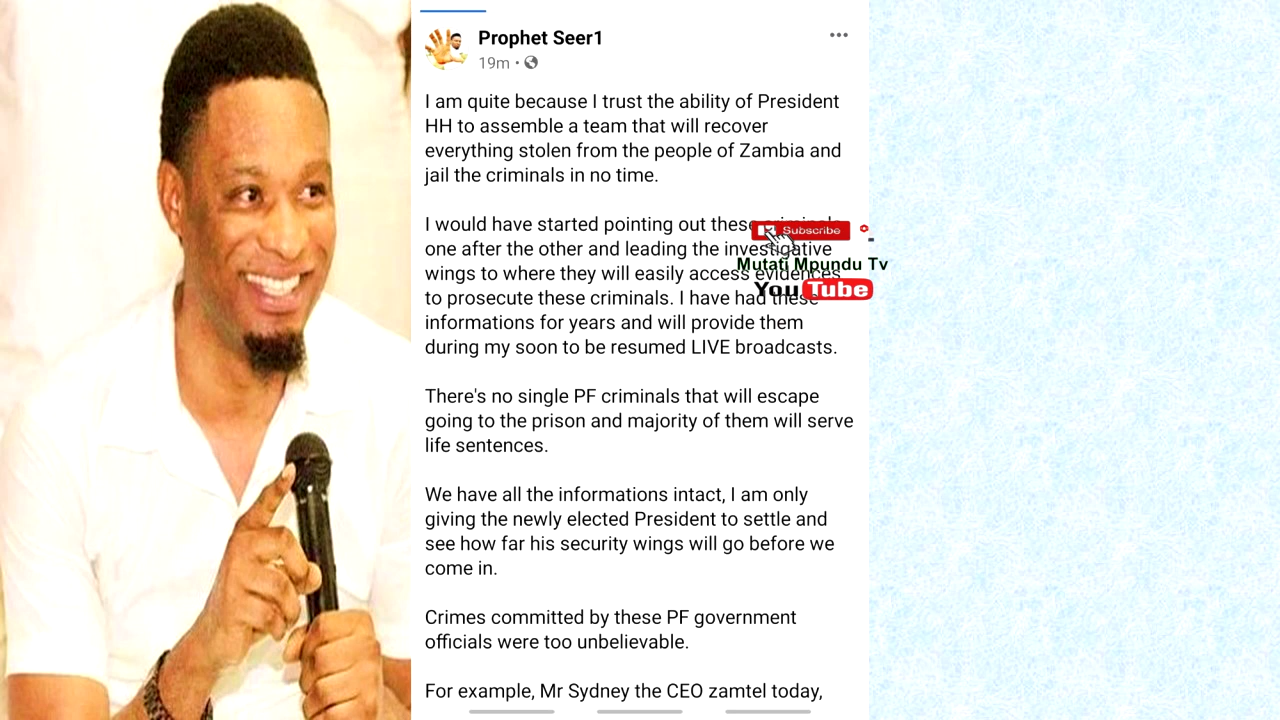 Prophet Seer1
19m
I am quite because I trust the ability of President
HH to assemble a team that will recover
everything stolen from the people of Zambia and
jail the criminals in no time.
I would have started pointing out these criminals
one after the other and leading the investigative
wings to where they will easily access evidences
to prosecute these criminals. I have had these
informations for years and will provide them
during my soon to be resumed LIVE broadcasts.
There's no single PF criminals that will escape
going to the prison and majority of them will serve
life sentences.
We have all the informations intact, I am only
giving the newly elected President to settle and
see how far his security wings will go before we
come in.
Crimes committed by these PF government
officials were too unbelievable.
For example, Mr Sydney the CEO zamtel today,
Subscribe
Mutati Mpundu Tv
YouTube